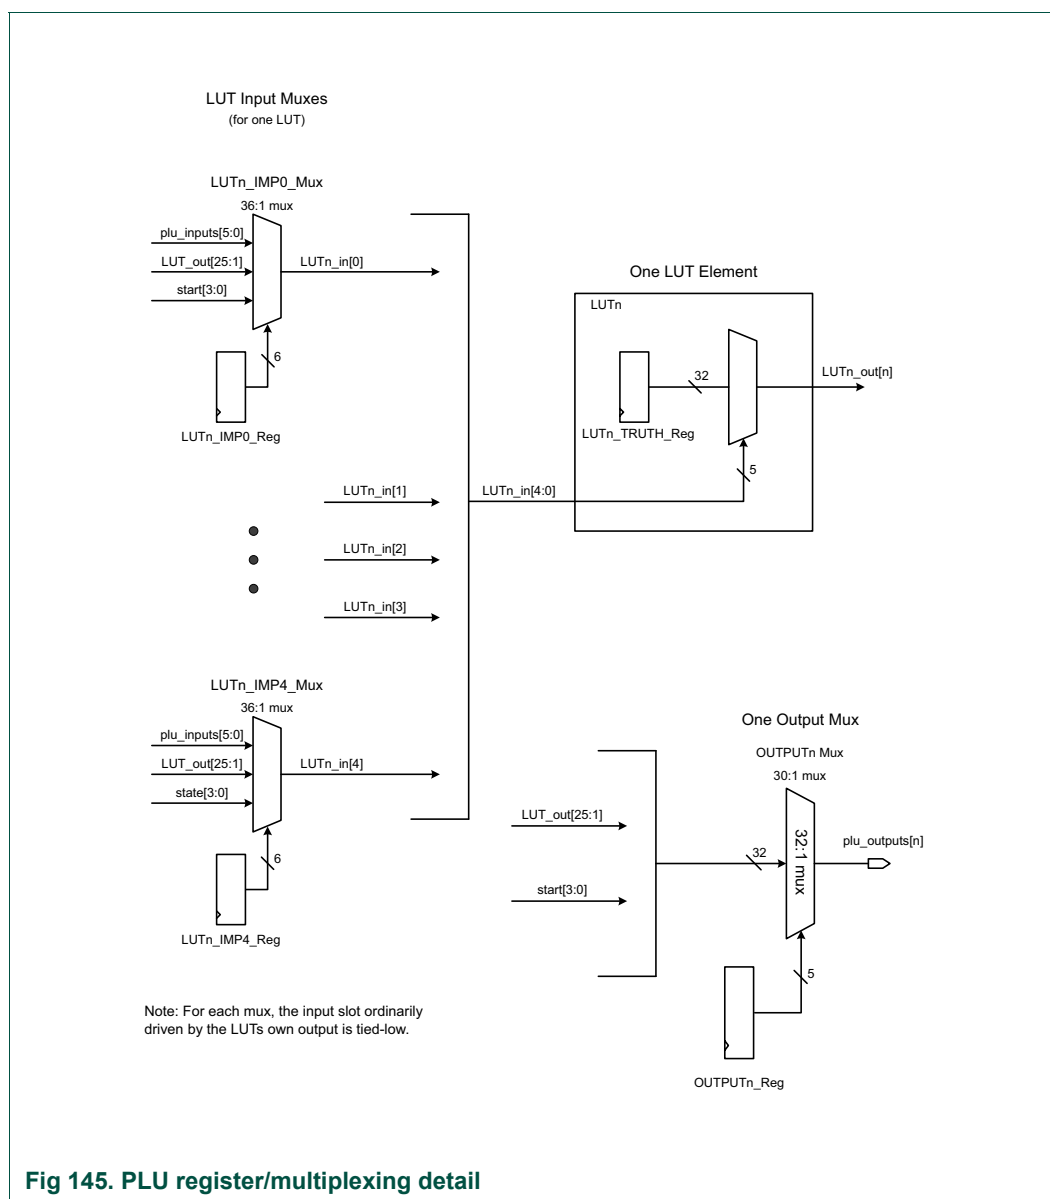 LUT Input Muxes
(for one LUT)
LUTn_IMP0_Mux
36:1 mux
plu_inputs[5:0]
LUT_out[25:1]
start[3:0]
LUTn_in[0]
6
LUTn_IMP0_Reg
LUTn_in[1]
LUTn_in[2]
LUTn_in[3]
LUTn_IMP4_Mux
36:1 mux
plu_inputs[5:0]
LUT_out[25:1]
state[3:0]
LUTn_in[4]
6
LUTn_IMP4_Reg
Note: For each mux, the input slot ordinarily
driven by the LUTs own output is tied-low.
LUTn_in[4:0]
One LUT Element
LUTn
32
LUTn_TRUTH_Reg
5
LUTn_out[n]
One Output Mux
OUTPUTn Mux
30:1 mux
LUT_out[25:1]
start[3:0]
32
32:1 mux
plu_outputs[n]
5
OUTPUTn_Reg
Fig 145. PLU register/multiplexing detail